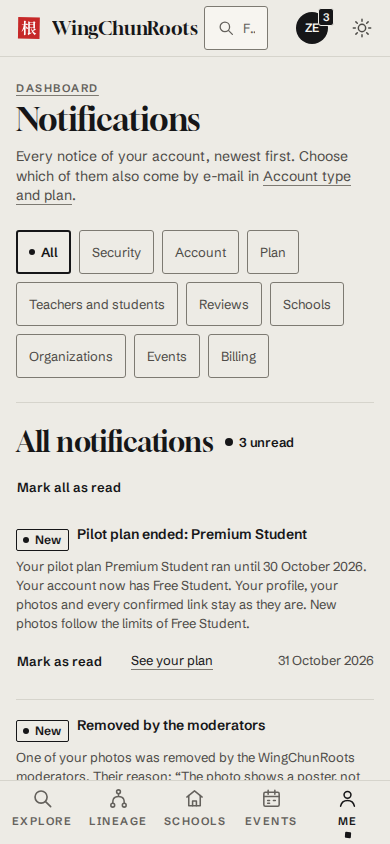 根 WingChunRoots F.. ZE 3
DASHBOARD
Notifications
Every notice of your account, newest first. Choose
which of them also come by e-mail in Account type
and plan.
All Security Account Plan
Teachers and students Reviews Schools
Organizations Events Billing
All notifications 3 unread
Mark all as read
New Pilot plan ended: Premium Student
Your pilot plan Premium Student ran until 30 October 2026.
Your account now has Free Student. Your profile, your
photos and every confirmed link stay as they are. New
photos follow the limits of Free Student.
Mark as read See your plan 31 October 2026
New Removed by the moderators
One of your photos was removed by the WingChunRoots
moderators. Their reason: “The photo shows a poster, not
EXPLORE LINEAGE SCHOOLS EVENTS ME